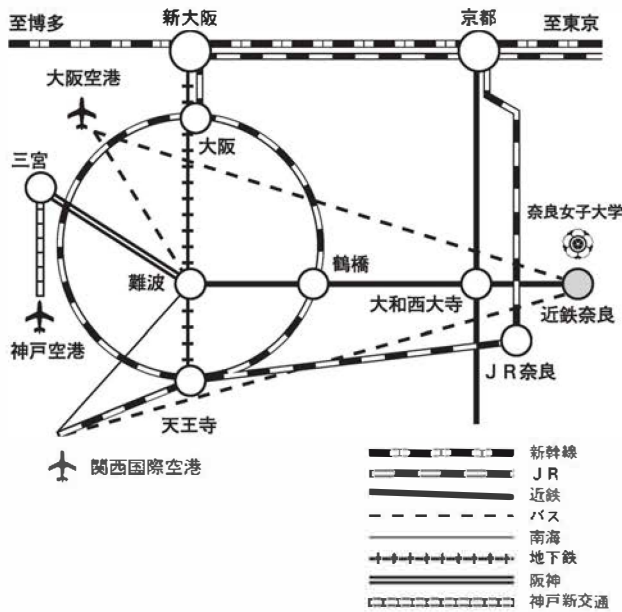 至博多
新大阪
京都
至東京
大阪空港
大阪
三宮
奈良女子大学
鶴橋
難波
大和西大寺
近鉄奈良
神戸空港
JR奈良
天王寺
関西国際空港
新幹線
JR
近鉄
バス
南海
地下鉄
阪神
神戸新交通